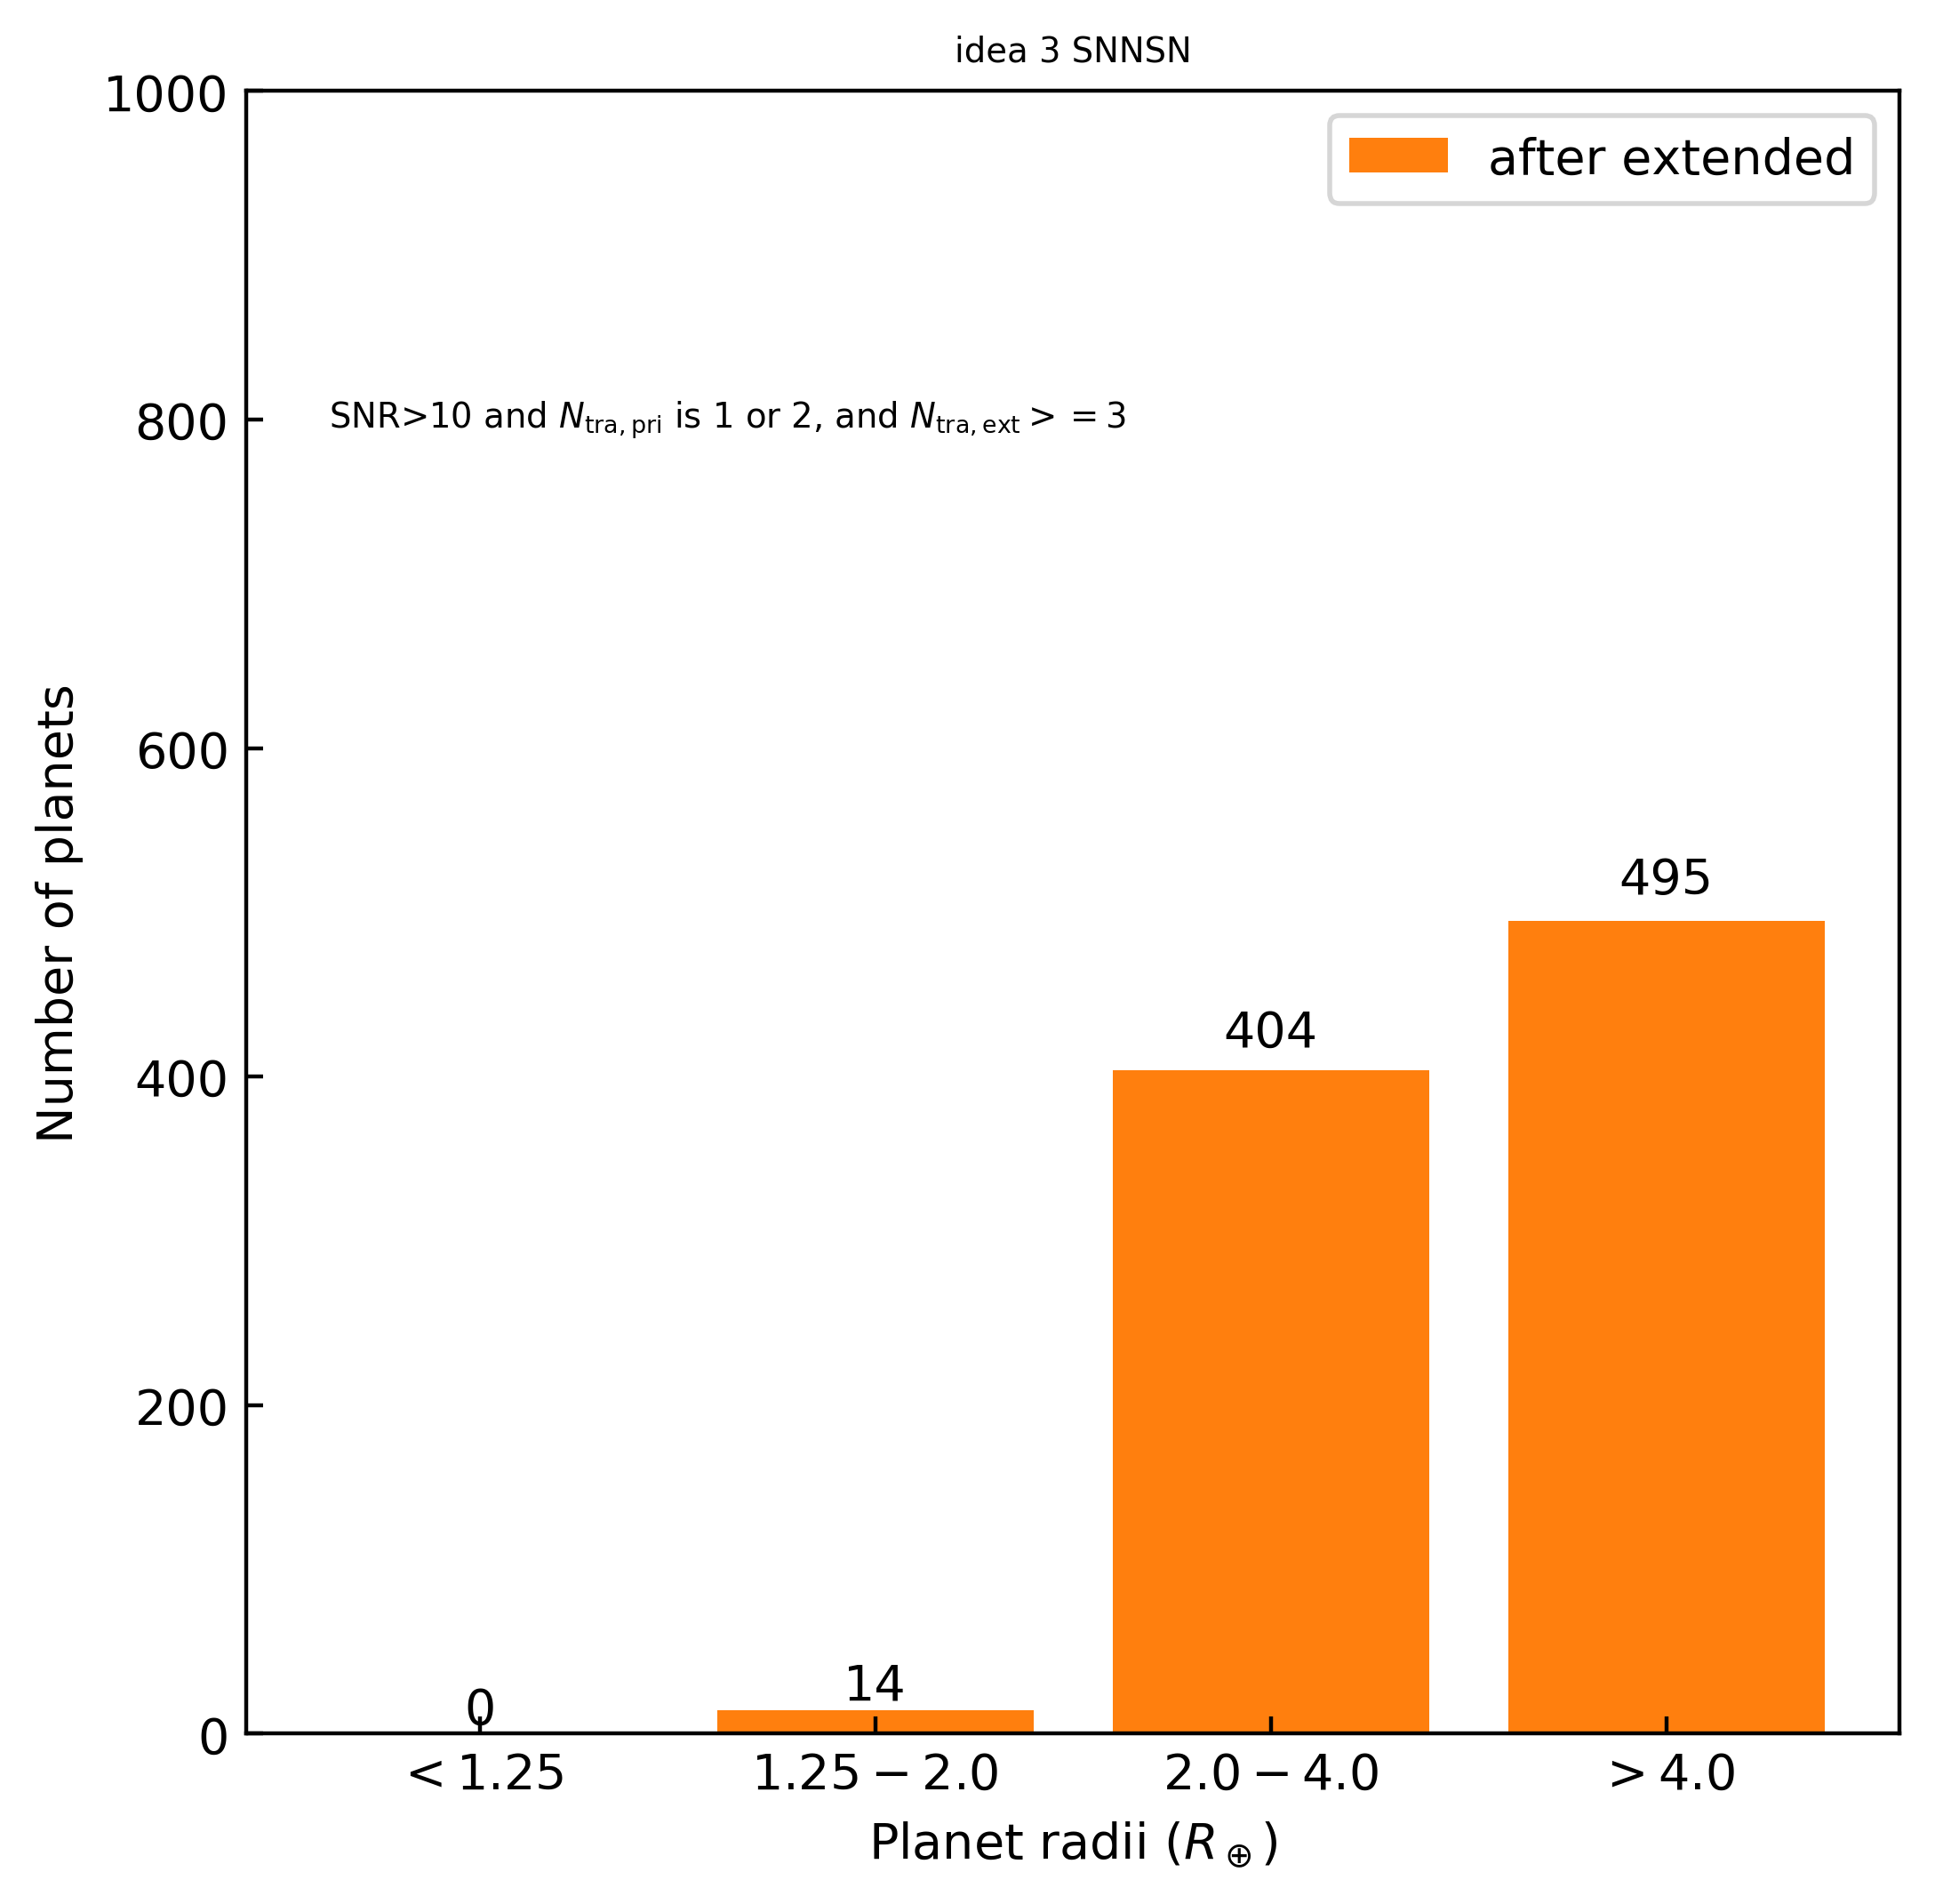 idea 3 SNNSN
1000
after extended
800
SNR>10 and N_tra,pri is 1 or 2, and N_tra,ext >=3
600
495
404
400
200
14
0
0
<1.25
1.25−2.0
2.0−4.0
>4.0
Number of planets
Planet radii (R⊕)